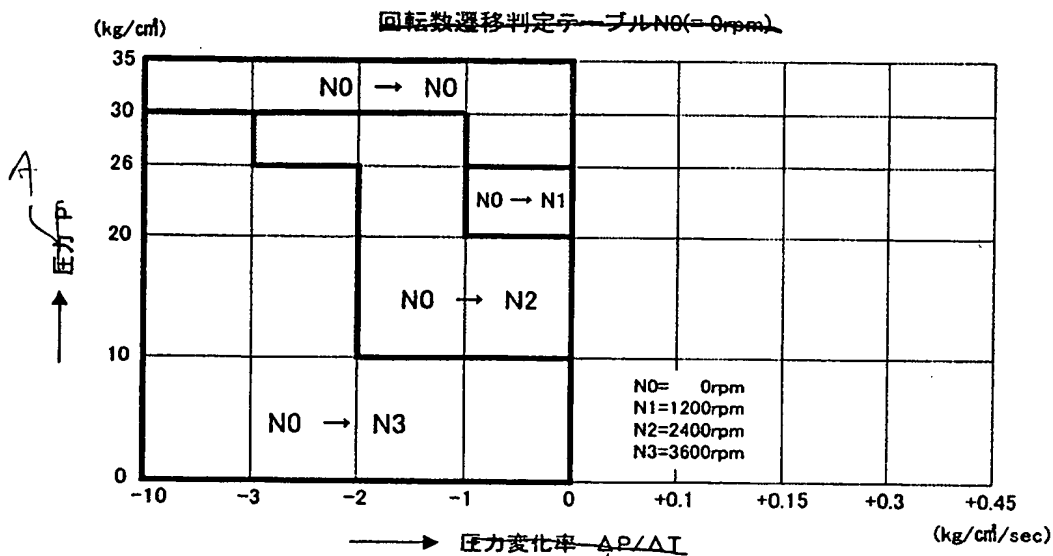 (kg/c㎡)
回転数遷移判定テーブルN0(=0rpm)
35
N0 → N0
30
26
A
N0 → N1
圧力 p
20
N0 → N2
10
N0= 0rpm
N1=1200rpm
N2=2400rpm
N3=3600rpm
N0 → N3
0
-10 -3 -2 -1 0 +0.1 +0.15 +0.3 +0.45
(kg/c㎡/sec)
圧力変化率 ΔP/ΔT